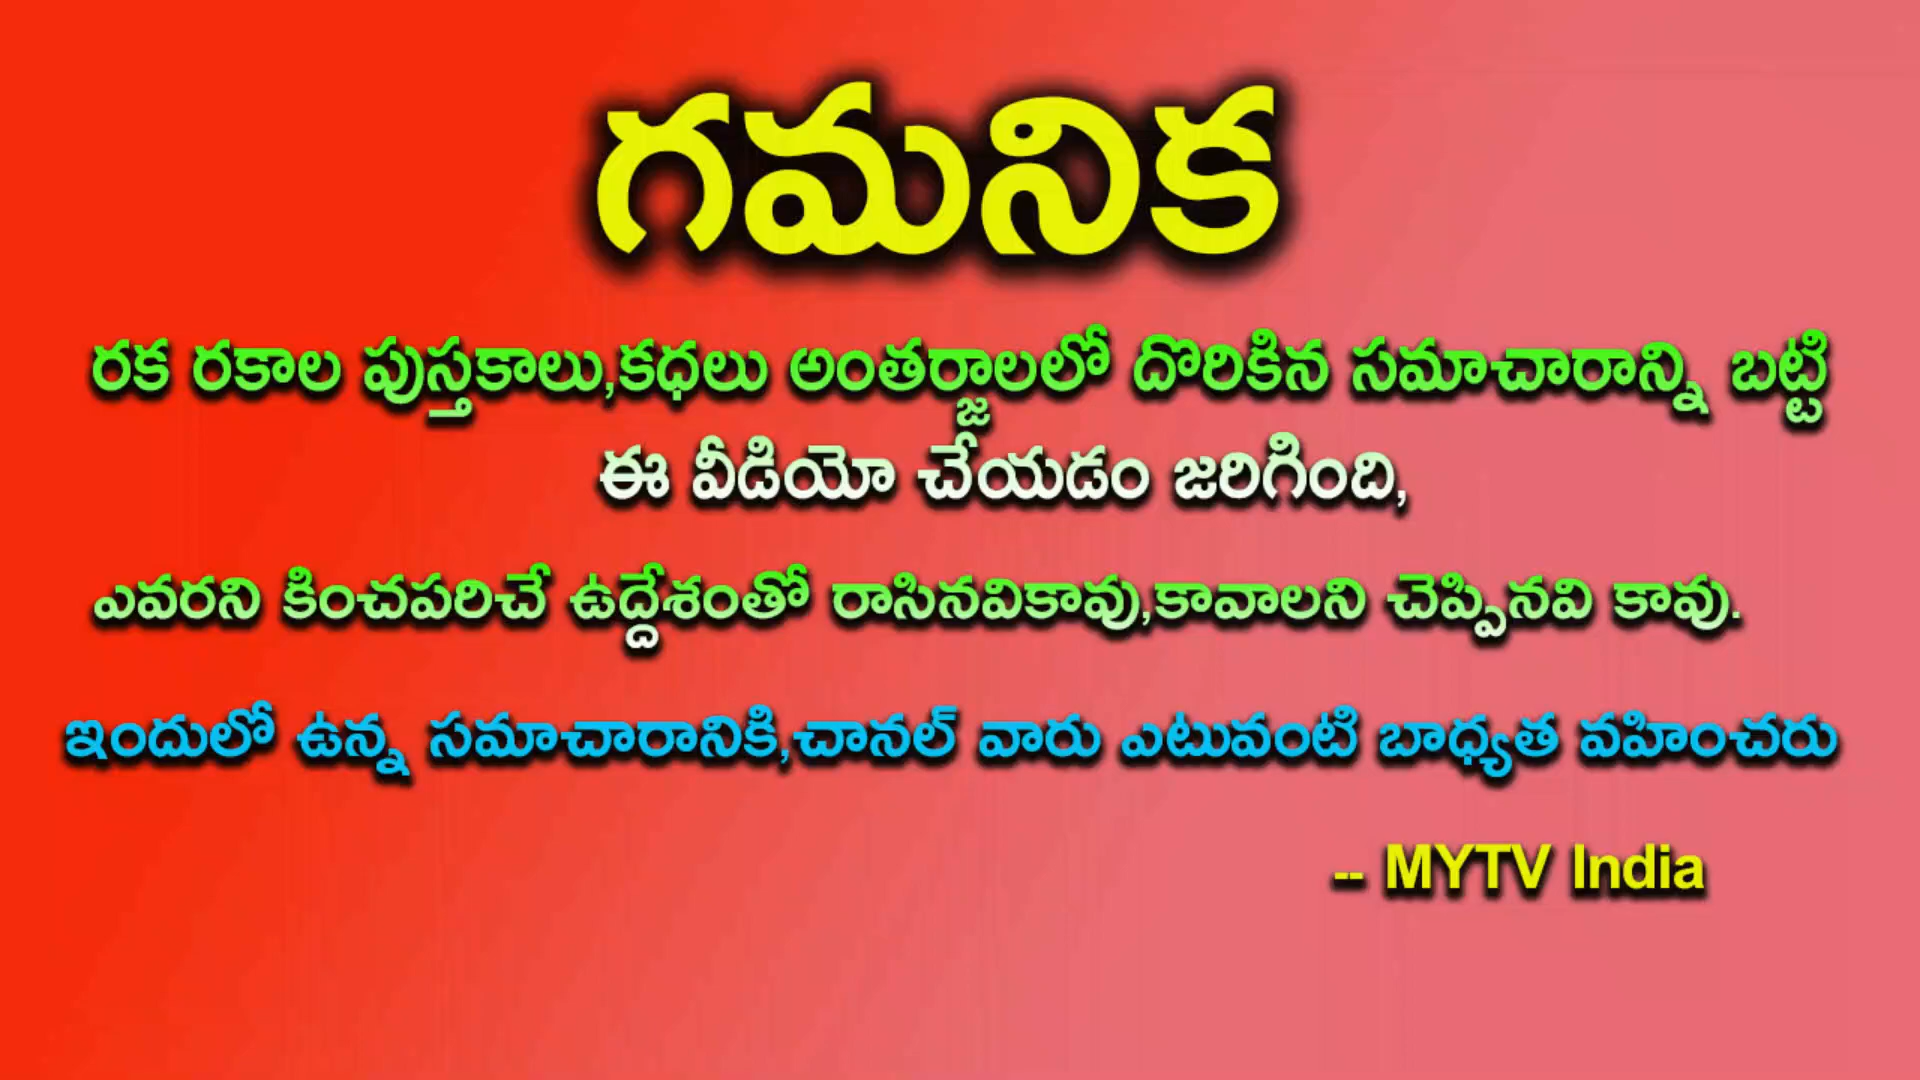 గమనిక
రక రకాల పుస్తకాలు,కధలు అంతర్జాలలో దొరికిన సమాచారాన్ని బట్టి
ఈ వీడియో చేయడం జరిగింది,
ఎవరని కించపరిచే ఉద్దేశంతో రాసినవికావు,కావాలని చెప్పినవి కావు.
ఇందులో ఉన్న సమాచారానికి,చానల్ వారు ఎటువంటి బాధ్యత వహించరు
-- MYTV India